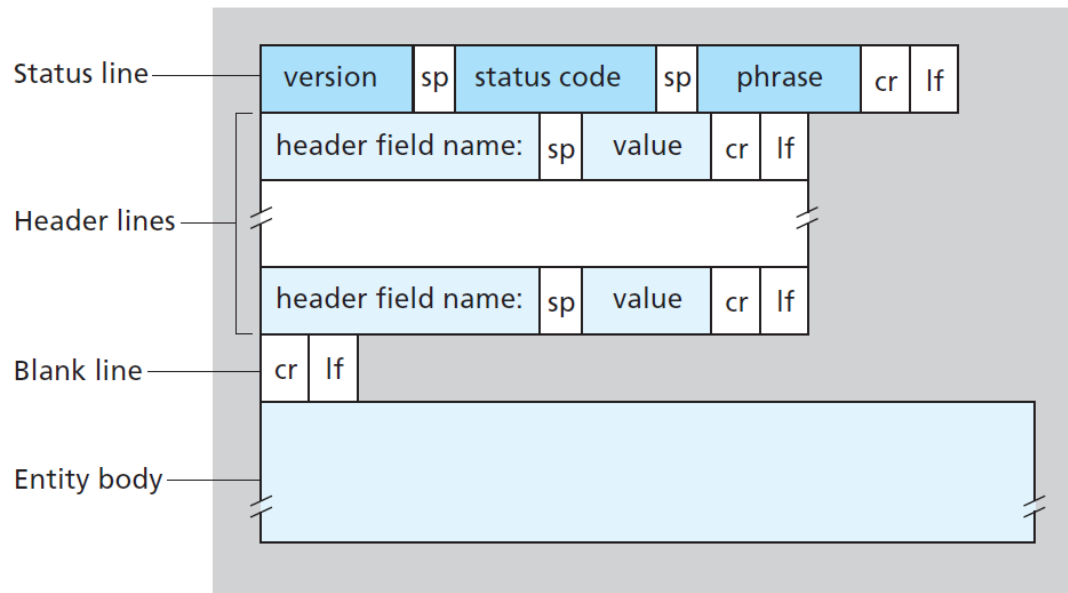 Status line version sp status code sp phrase cr lf
header field name: sp value cr lf
Header lines
header field name: sp value cr lf
Blank line cr lf
Entity body